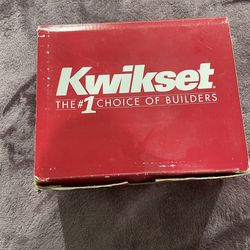 Kwikset
THE #1 CHOICE OF BUILDERS